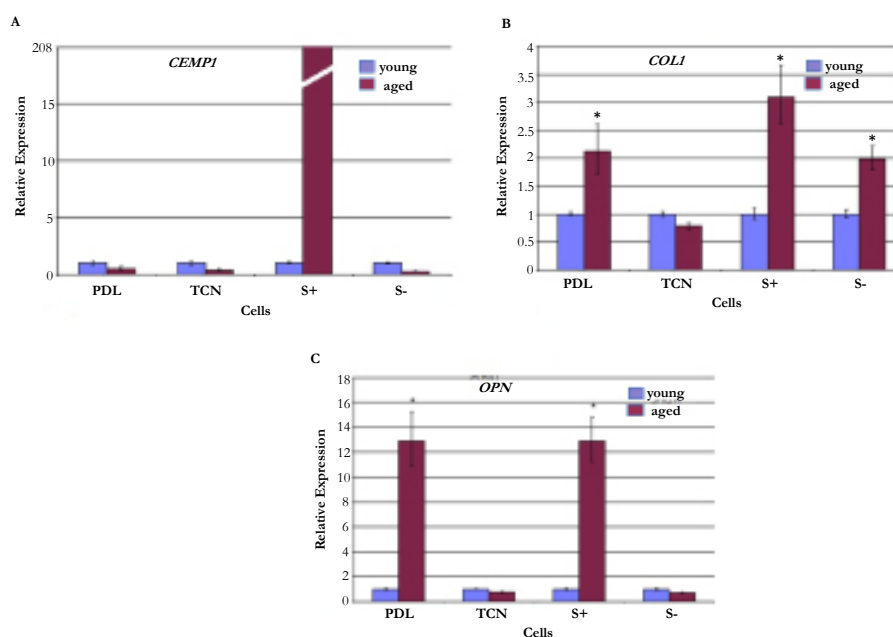 A
CEMP1
young
aged
208
15
10
5
0
Relative Expression
PDL TCN S+ S-
Cells
B
COL1
young
aged
4
3.5
3
2.5
2
1.5
1
0.5
0
Relative Expression
* * *
PDL TCN S+ S-
Cells
C
OPN
young
aged
18
16
14
12
10
8
6
4
2
0
Relative Expression
* *
PDL TCN S+ S-
Cells